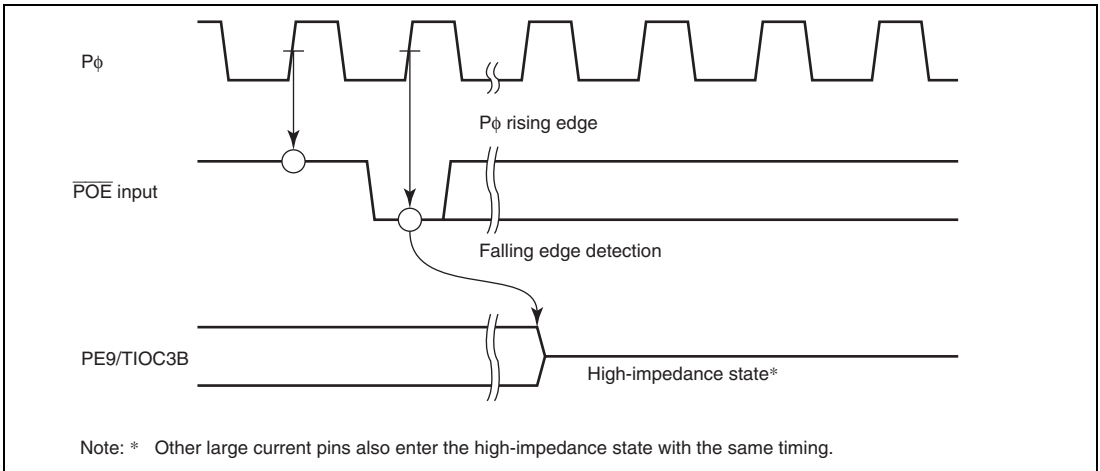 Pφ
Pφ rising edge
POE input
Falling edge detection
PE9/TIOC3B
High-impedance state*
Note: * Other large current pins also enter the high-impedance state with the same timing.